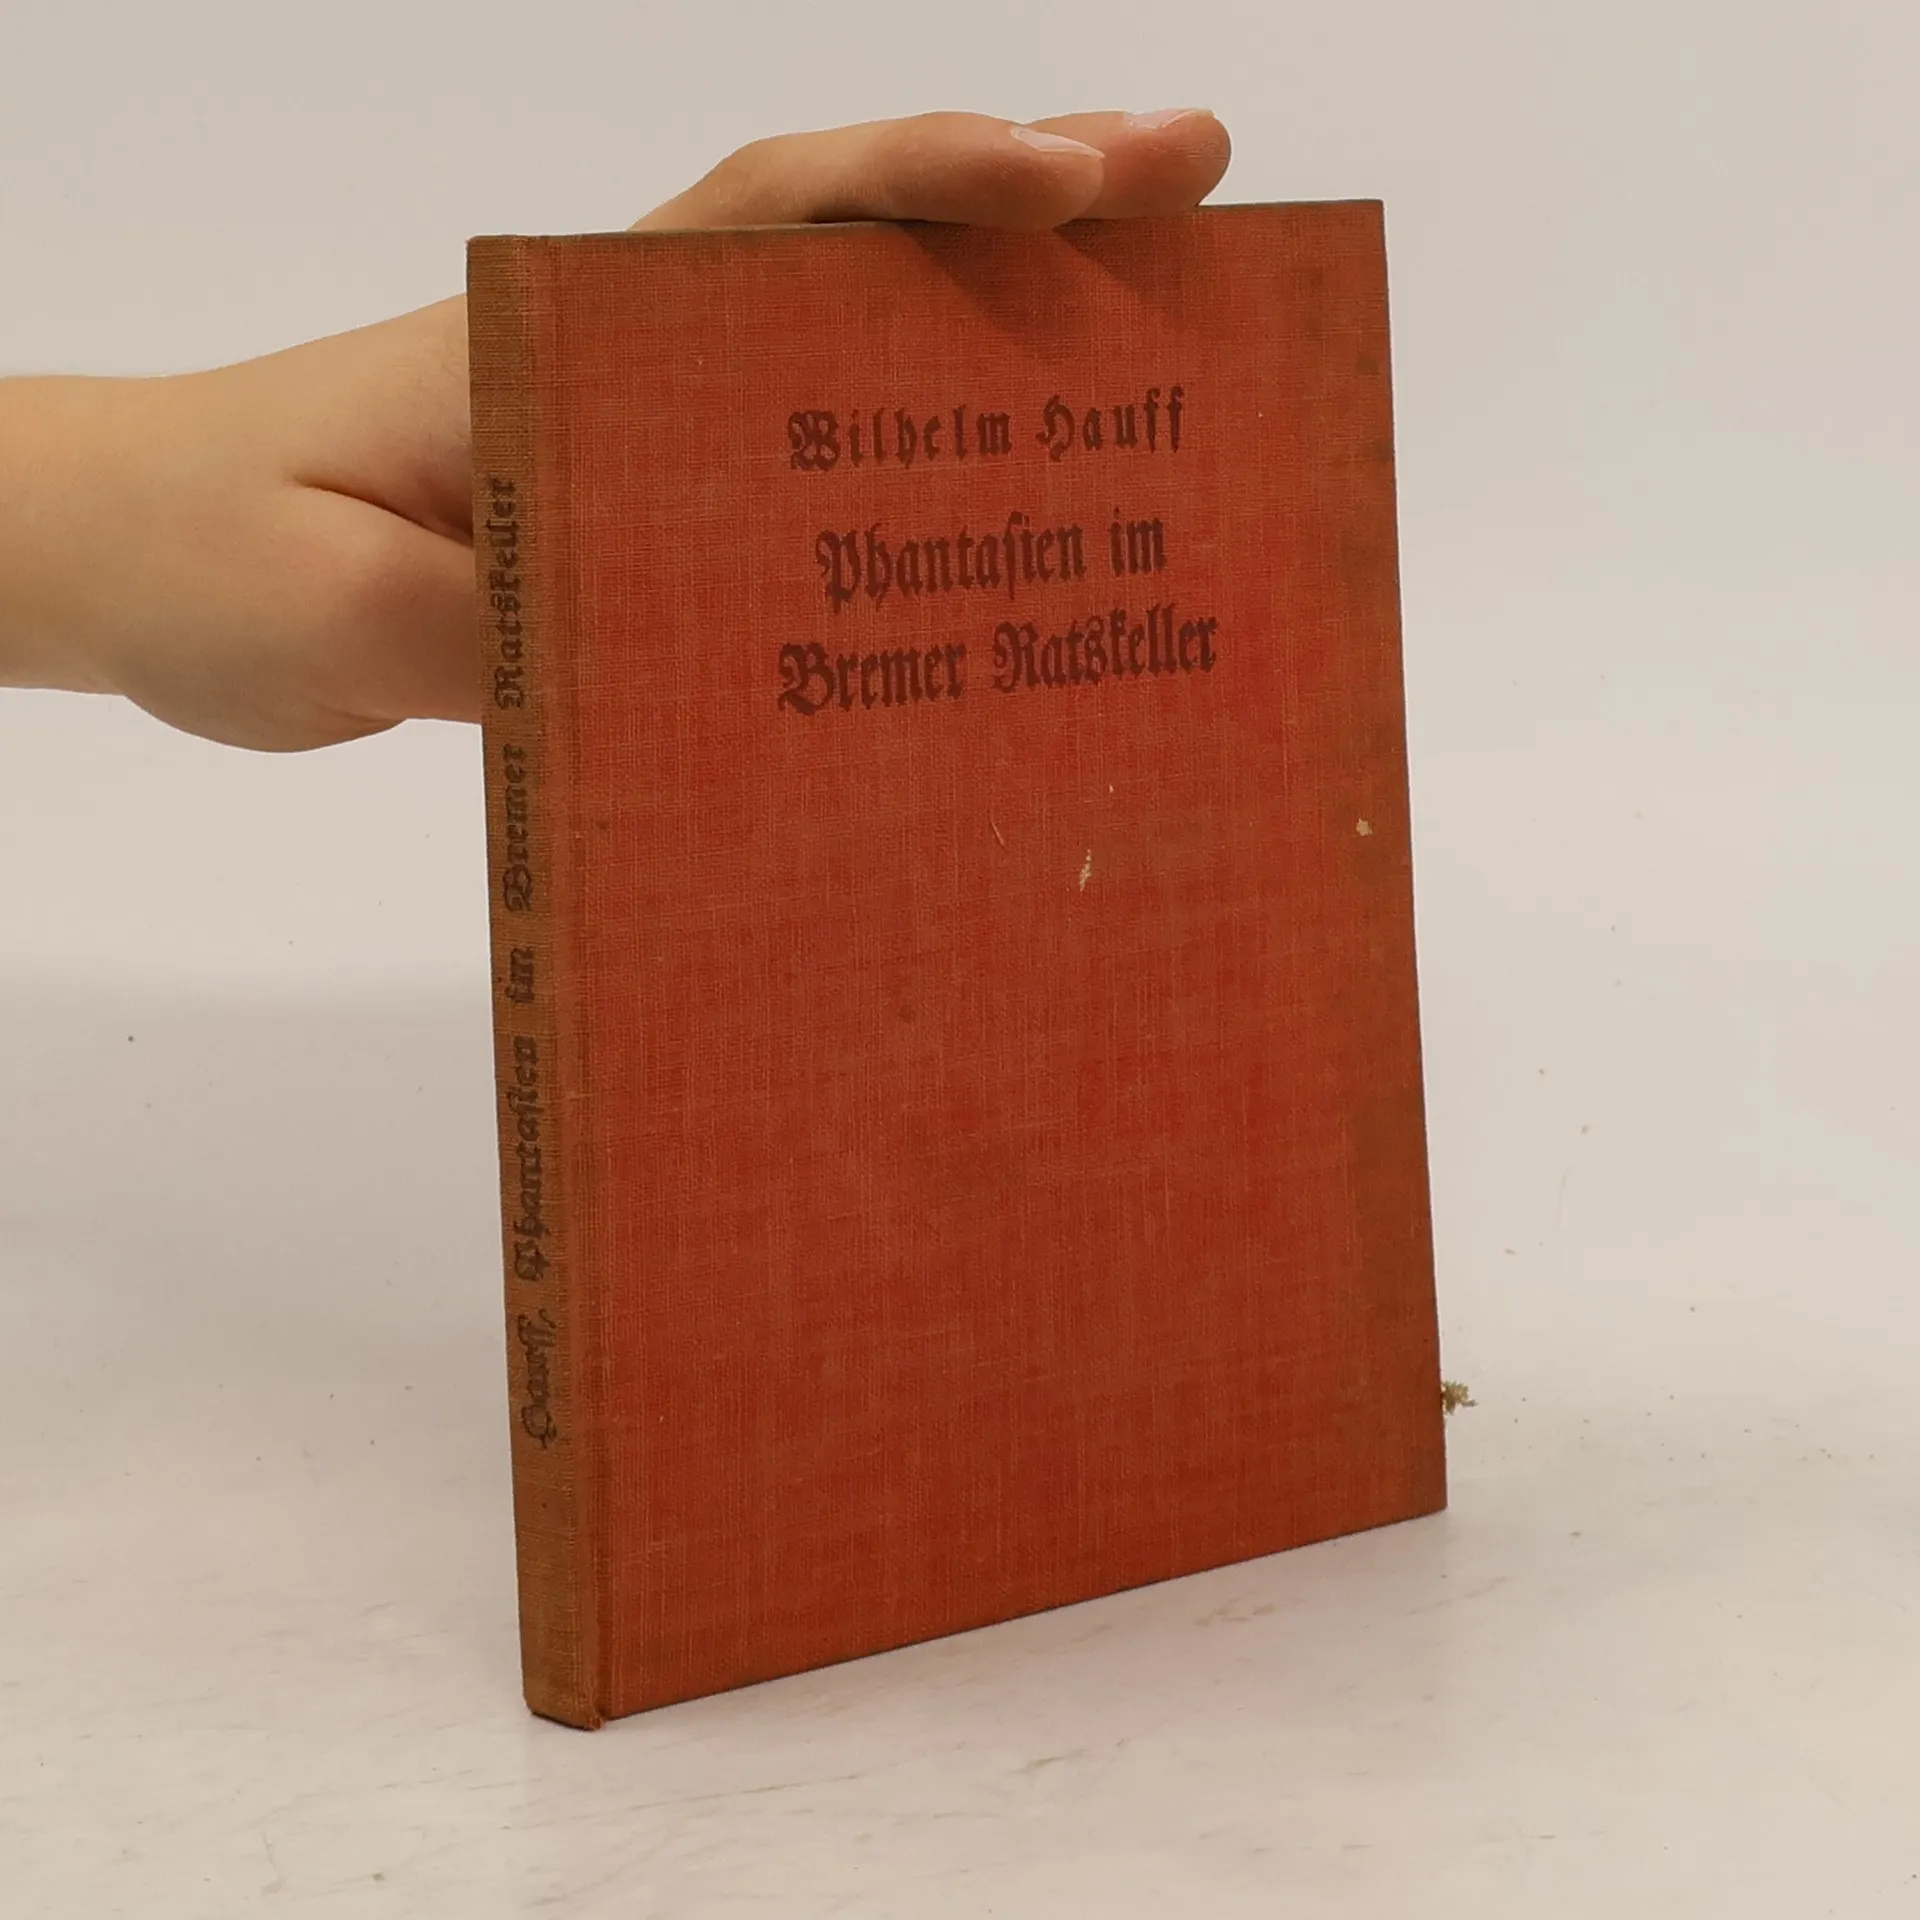 Wilhelm Hauff
Phantaſien im
Bremer Ratskeller
Hauff, Phantaſien im Bremer Ratskeller